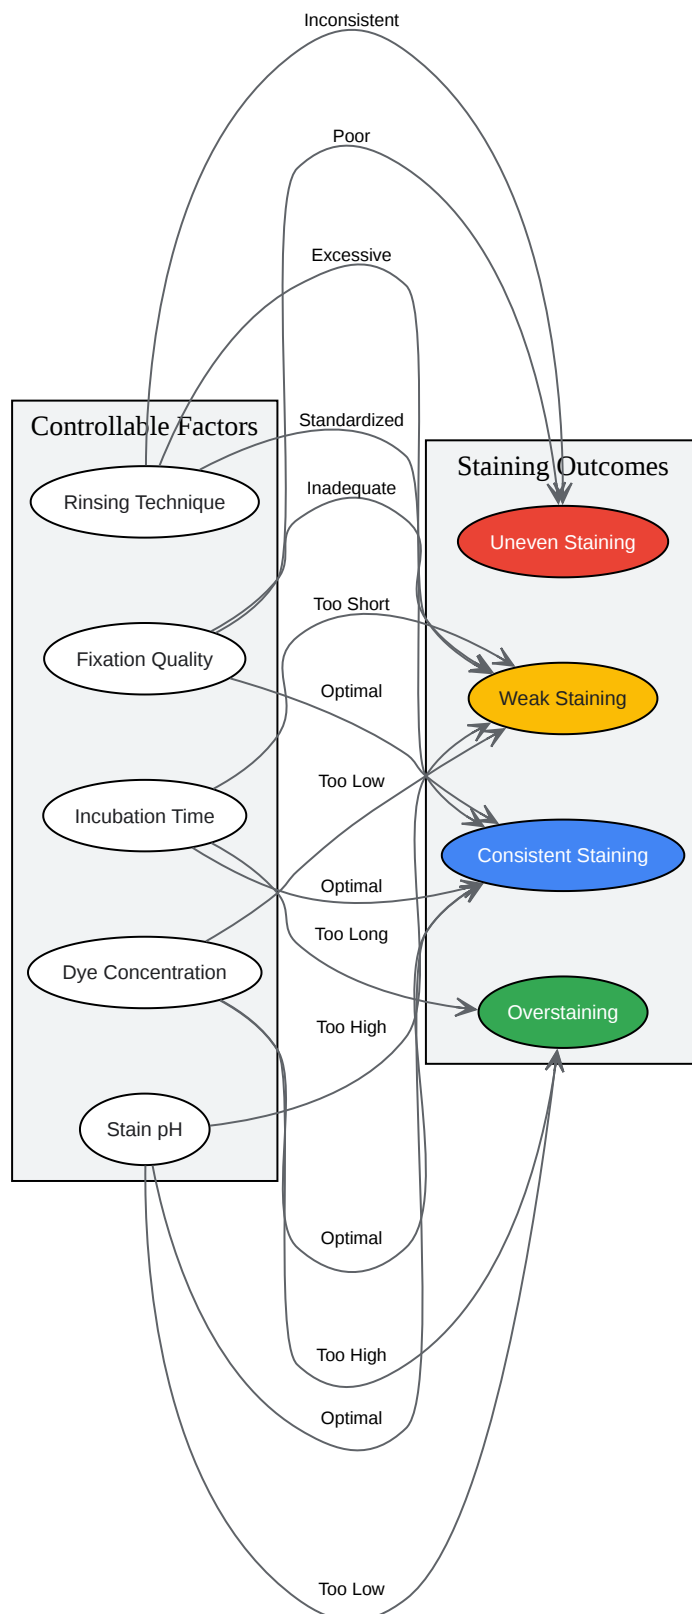 Inconsistent
Poor
Excessive
Controllable Factors
Standardized
Rinsing Technique
Inadequate
Staining Outcomes
Uneven Staining
Too Short
Fixation Quality
Optimal
Weak Staining
Too Low
Incubation Time
Consistent Staining
Optimal
Too Long
Dye Concentration
Overstaining
Too High
Stain pH
Optimal
Too High
Optimal
Too Low